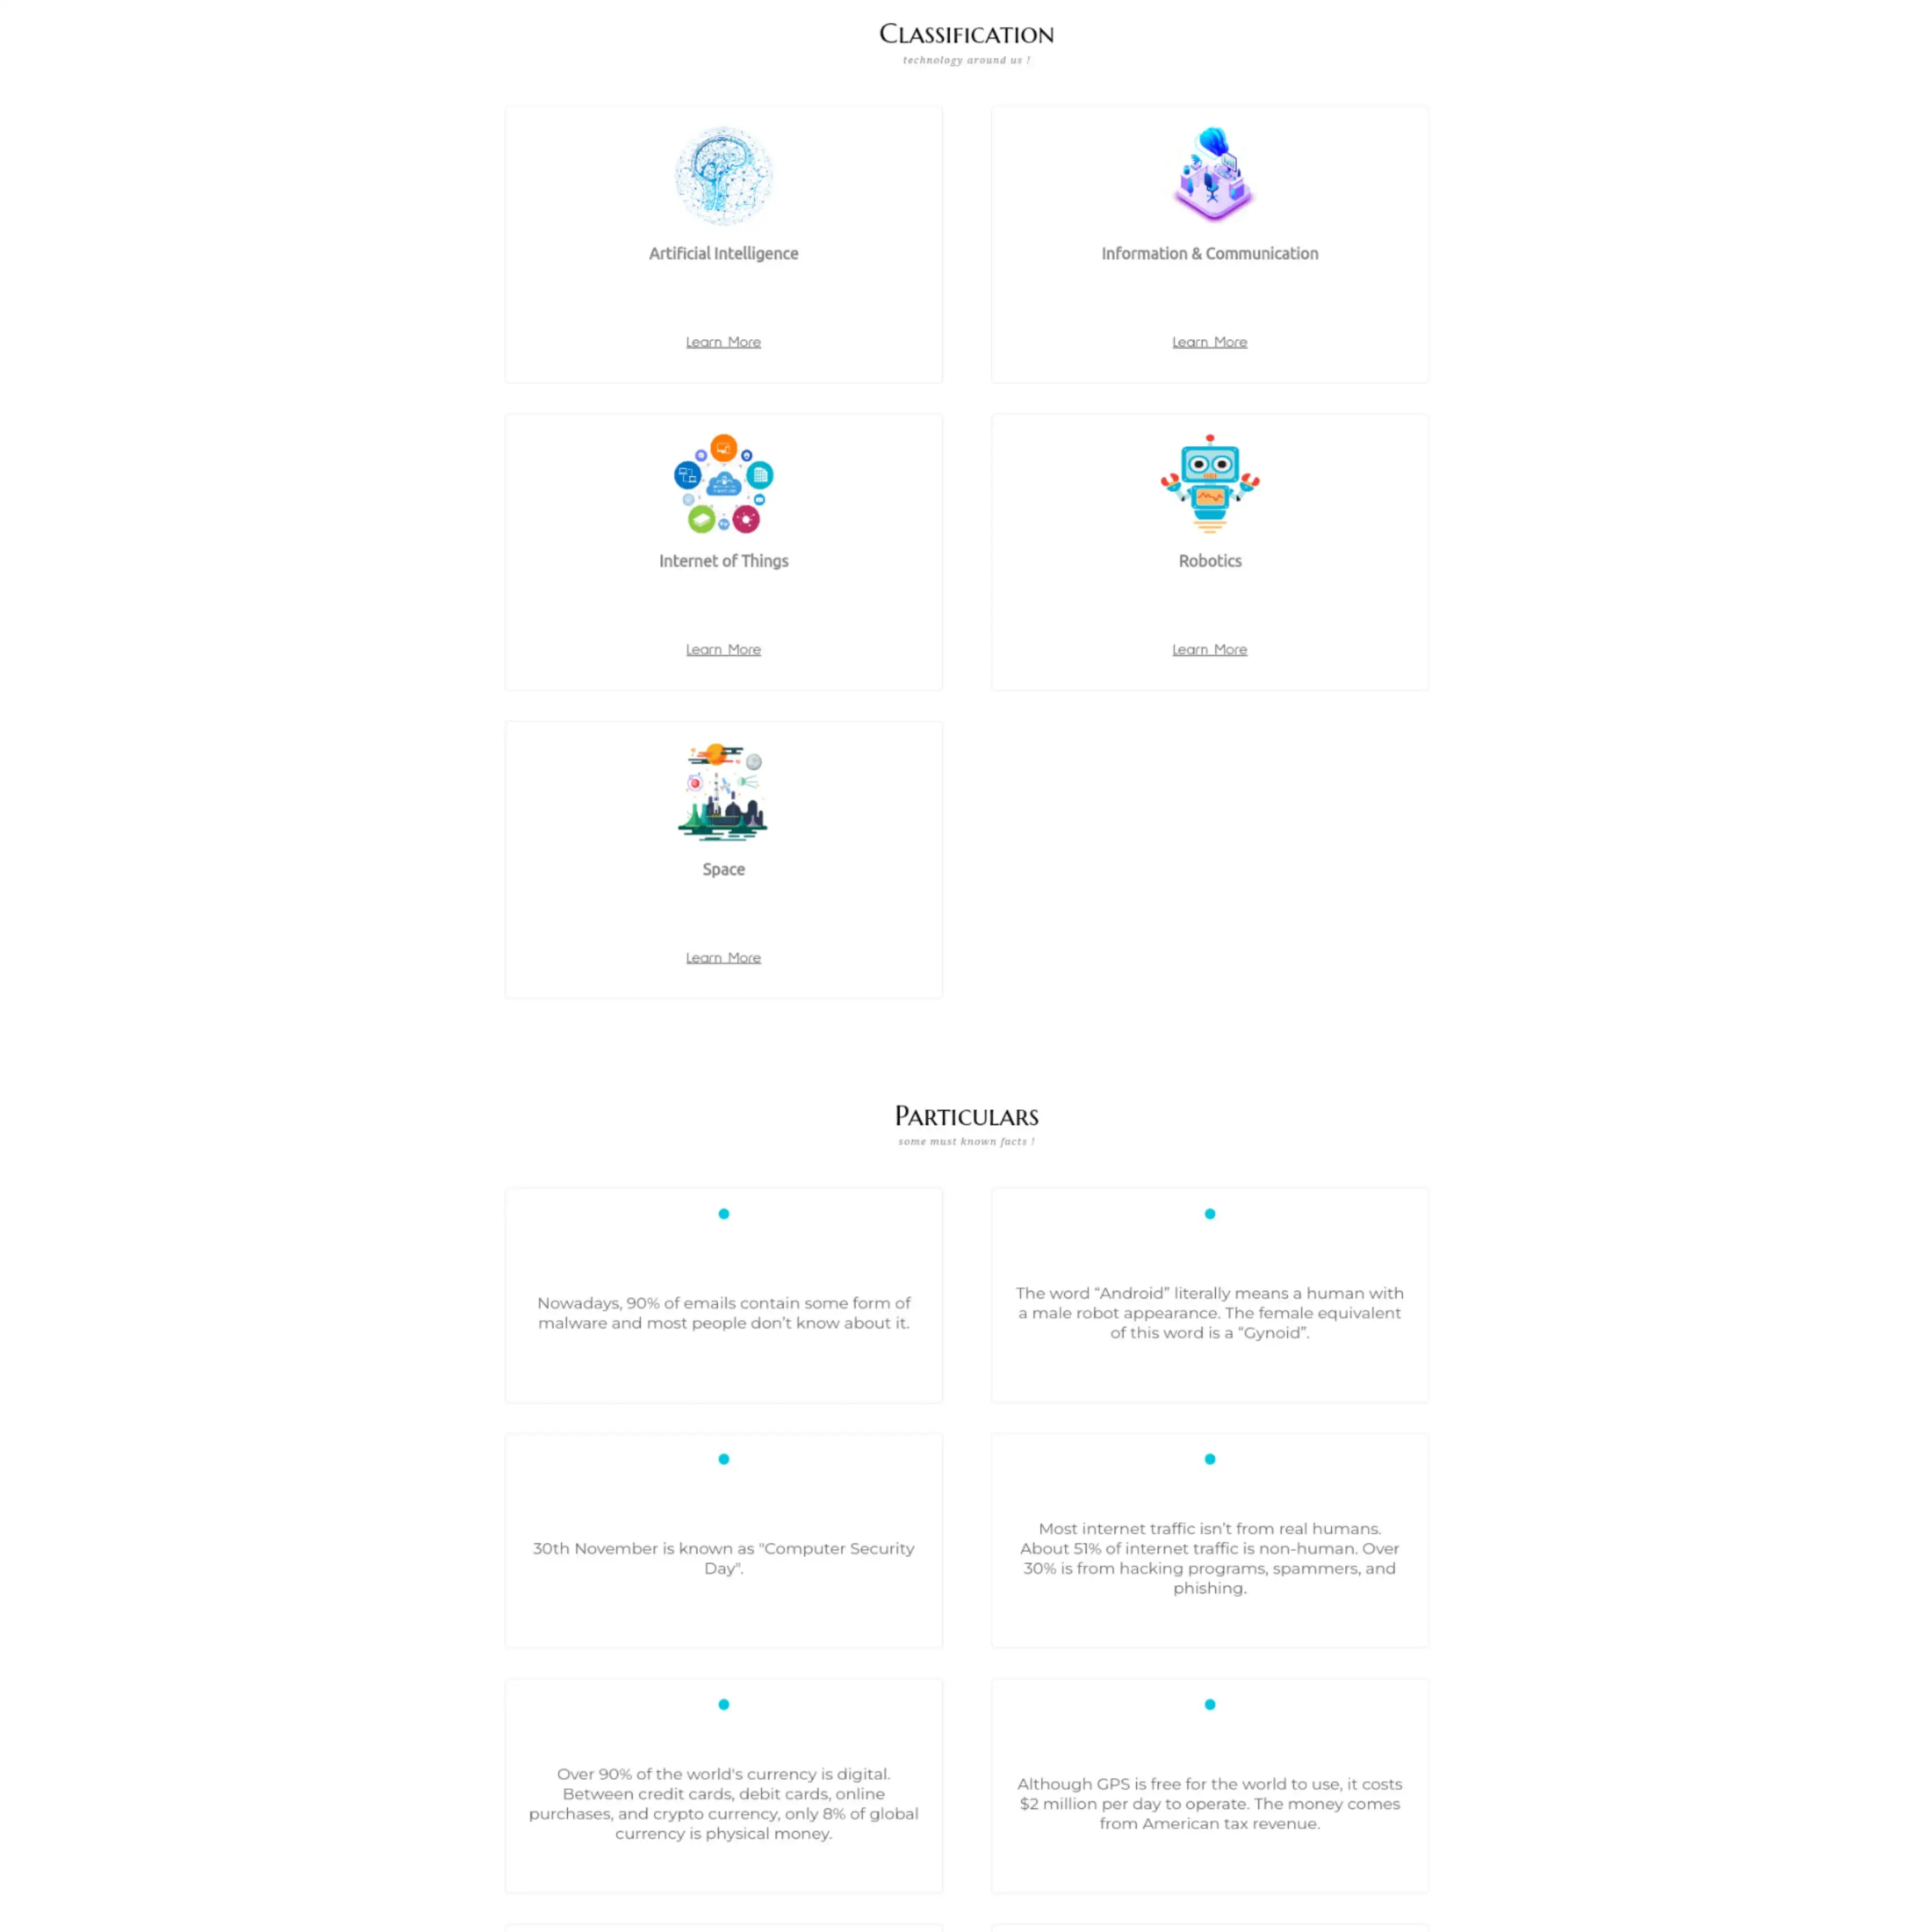 Classification
technology around us !
Artificial Intelligence
Learn More
Information & Communication
Learn More
Internet of Things
Learn More
Robotics
Learn More
Space
Learn More
Particulars
some must known facts !
Nowadays, 90% of emails contain some form of
malware and most people don’t know about it.
The word “Android” literally means a human with
a male robot appearance. The female equivalent
of this word is a “Gynoid”.
30th November is known as "Computer Security
Day".
Most internet traffic isn’t from real humans.
About 51% of internet traffic is non-human. Over
30% is from hacking programs, spammers, and
phishing.
Over 90% of the world's currency is digital.
Between credit cards, debit cards, online
purchases, and crypto currency, only 8% of global
currency is physical money.
Although GPS is free for the world to use, it costs
$2 million per day to operate. The money comes
from American tax revenue.